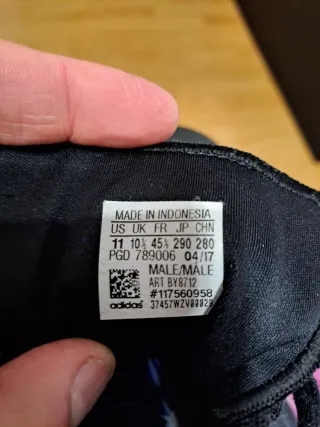 MADE IN INDONESIA
US UK FR JP CHN
11 10½ 45⅓ 290 280
PGD 789006 04/17
MALE/MALE
ART BY8712
#117560958
adidas 37457WZV00029